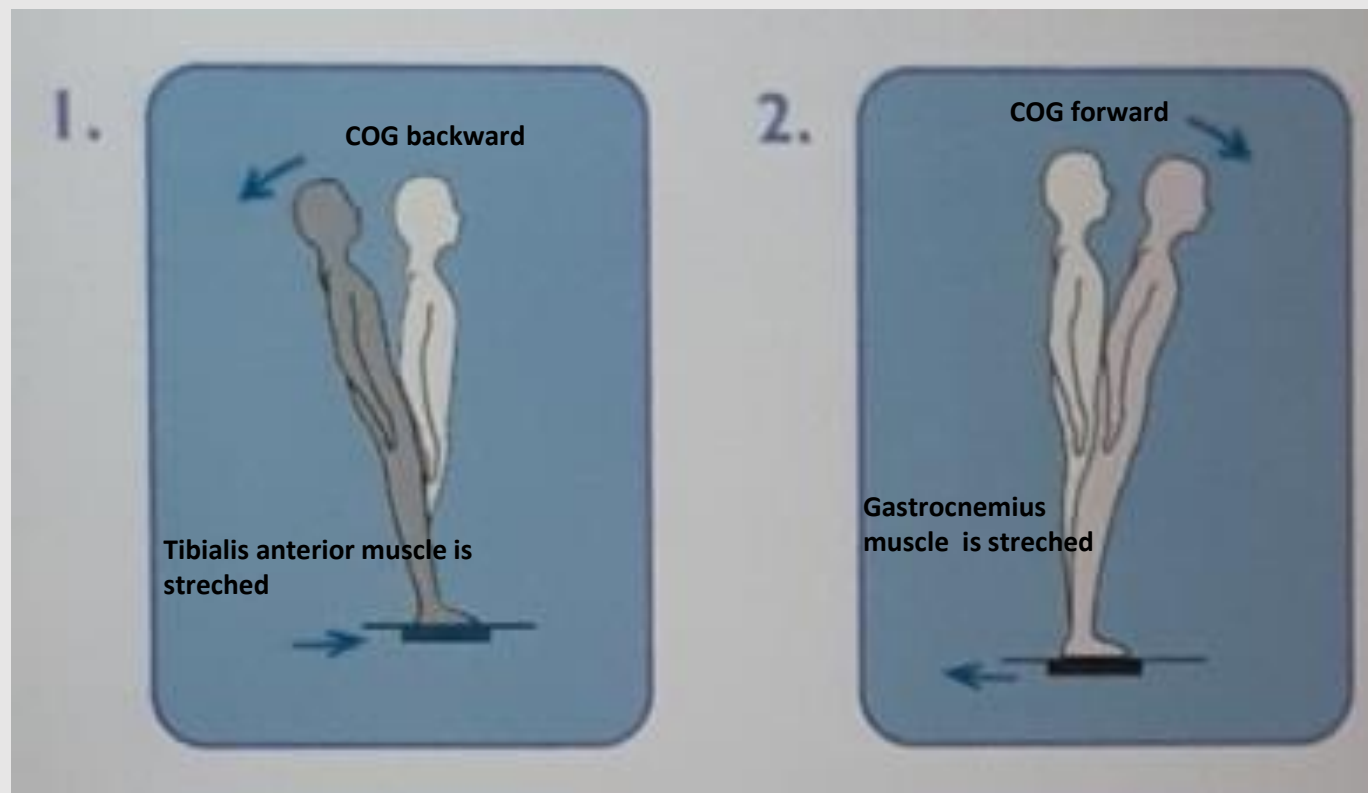 1.
COG backward
Tibialis anterior muscle is
streched
2.
COG forward
Gastrocnemius
muscle is streched